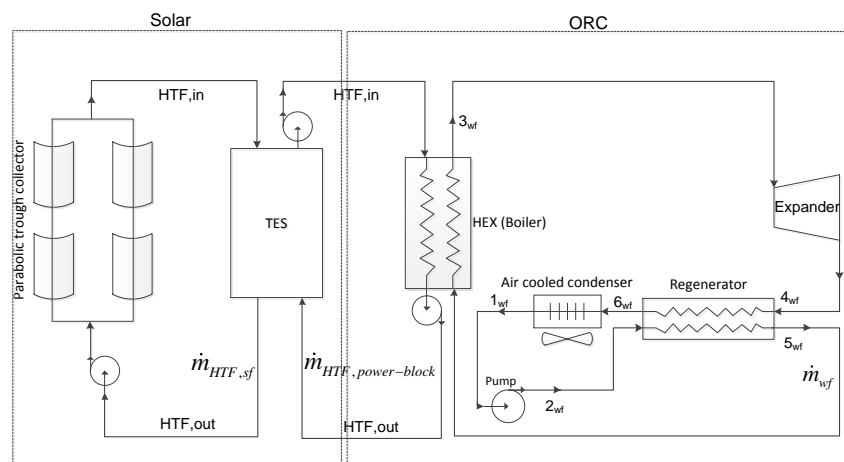 Solar
ORC
HTF,in
HTF,in
3wf
Parabolic trough collector
TES
HEX (Boiler)
Expander
Air cooled condenser
Regenerator
1wf
6wf
4wf
5wf
ṁHTF,sf
ṁHTF,power−block
ṁwf
Pump
2wf
HTF,out
HTF,out